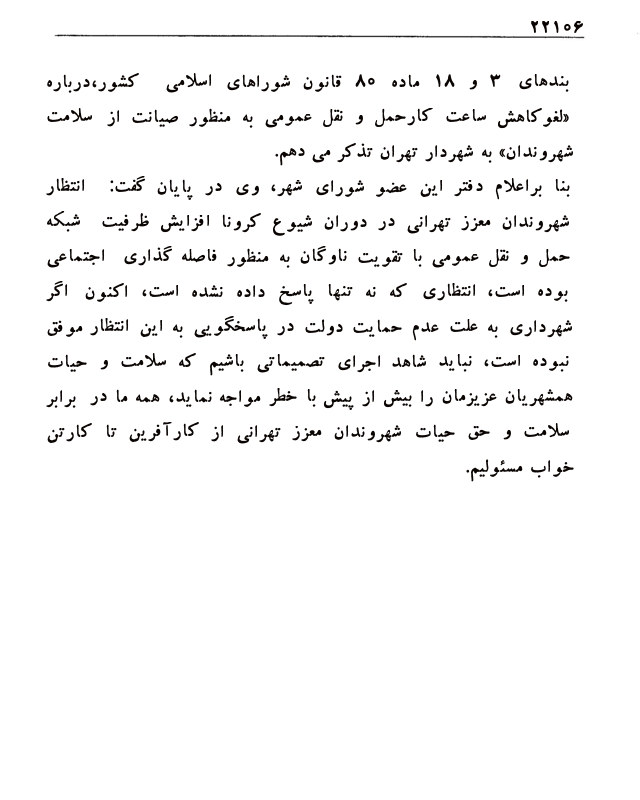 ۲۲۱۰۶
بندهای ۳ و ۱۸ ماده ۸۰ قانون شوراهای اسلامی کشور،درباره
«لغوکاهش ساعت کارحمل و نقل عمومی به منظور صیانت از سلامت
شهروندان» به شهردار تهران تذکر می دهم.
بنا براعلام دفتر این عضو شورای شهر، وی در پایان گفت: انتظار
شهروندان معزز تهرانی در دوران شیوع کرونا افزایش ظرفیت شبکه
حمل و نقل عمومی با تقویت ناوگان به منظور فاصله گذاری اجتماعی
بوده است، انتظاری که نه تنها پاسخ داده نشده است، اکنون اگر
شهرداری به علت عدم حمایت دولت در پاسخگویی به این انتظار موفق
نبوده است، نباید شاهد اجرای تصمیماتی باشیم که سلامت و حیات
همشهریان عزیزمان را بیش از پیش با خطر مواجه نماید، همه ما در برابر
سلامت و حق حیات شهروندان معزز تهرانی از کارآفرین تا کارتن
خواب مسئولیم.